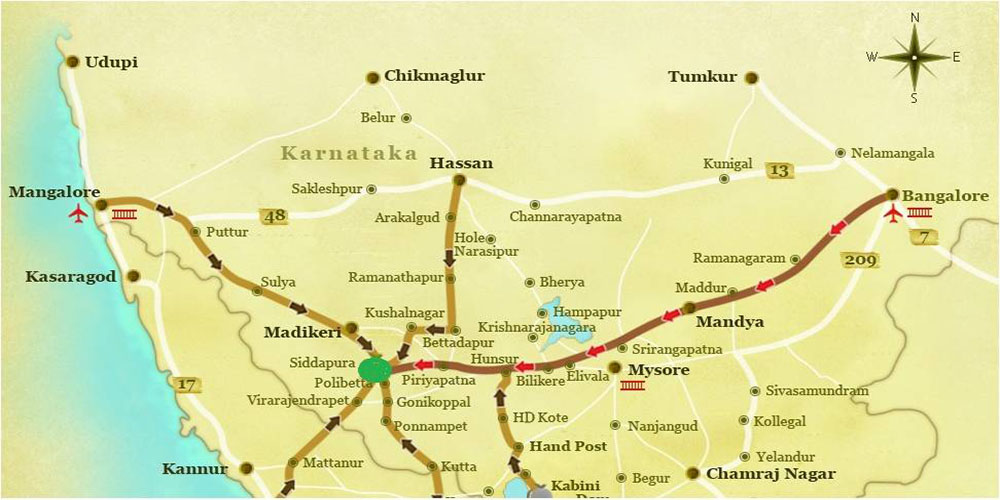 N
Udupi
W
E
Chikmaglur
Tumkur
S
Belur
Karnataka
Nelamangala
Hassan
Kunigal
13
Mangalore
Sakleshpur
Bangalore
48
Arakalgud
Channarayapatna
Puttur
7
Hole
Narasipur
Ramanagaram
209
Kasaragod
Ramanathapur
Sulya
Bherya
Maddur
Kushalnagar
Hampapur
Madikeri
Krishnarajanagara
Mandya
Bettadapur
Siddapura
Hunsur
Srirangapatna
Polibetta
Piriyapatna
Bilikere
Elivala
Mysore
17
Virarajendrapet
Gonikoppal
Sivasamundram
HD Kote
Ponnampet
Nanjangud
Kollegal
Hand Post
Yelandur
Kannur
Mattanur
Kutta
Chamraj Nagar
Begur
Kabini
Dam